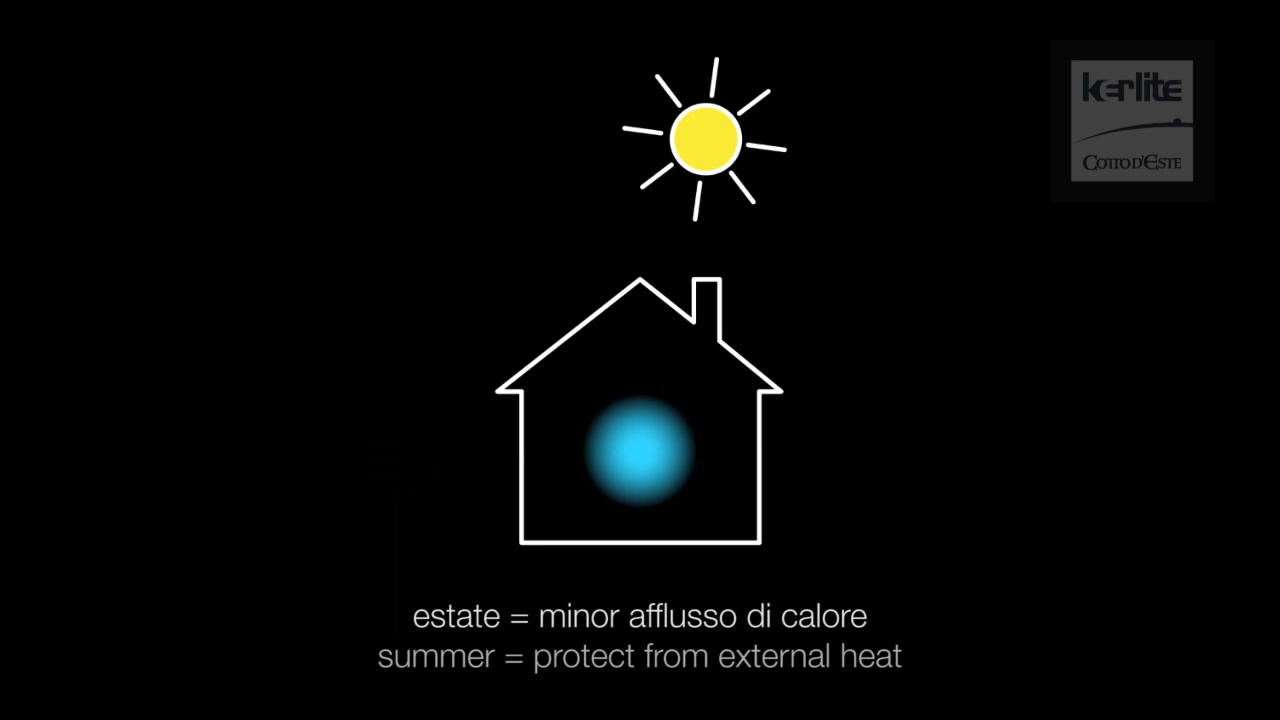 kerlite
COTTO D'ESTE
estate = minor afflusso di calore
summer = protect from external heat